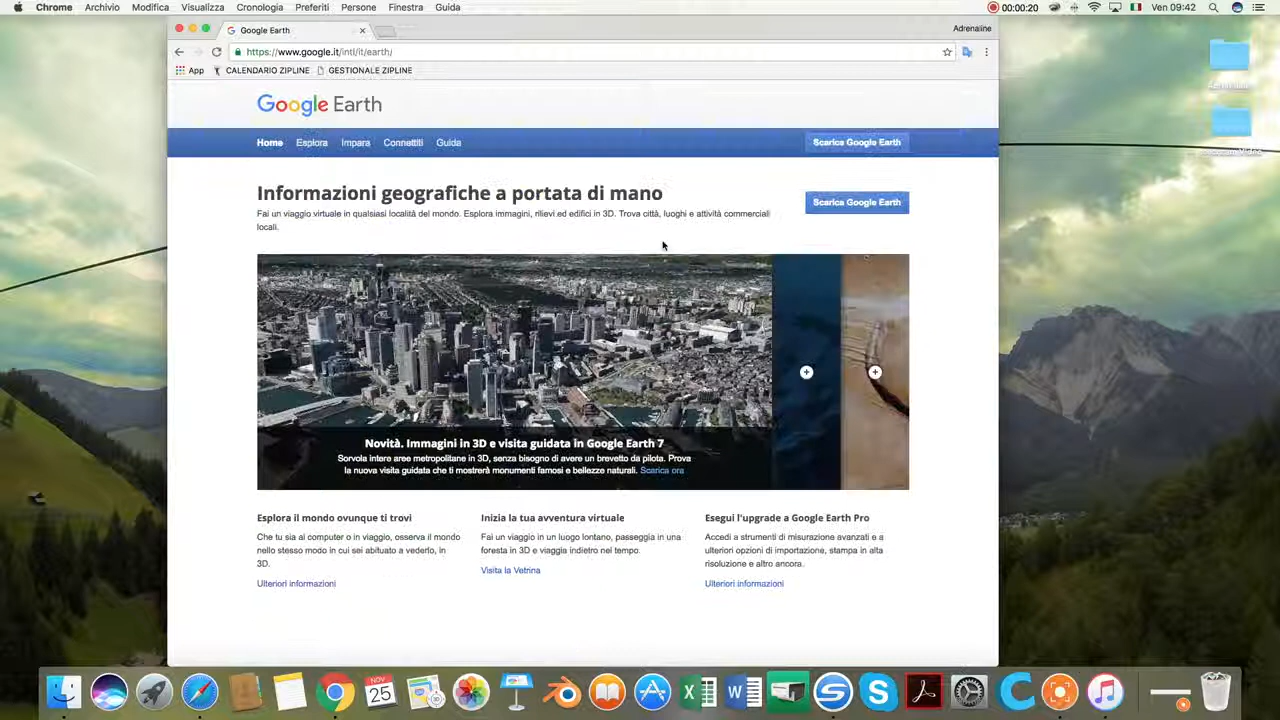 Chrome Archivio Modifica Visualizza Cronologia Preferiti Persone Finestra Guida 00:00:20 Ven 09:42
Google Earth Adrenaline
https://www.google.it/intl/it/earth/
App CALENDARIO ZIPLINE GESTIONALE ZIPLINE
Google Earth
Home Esplora Impara Connettiti Guida Scarica Google Earth
Informazioni geografiche a portata di mano
Scarica Google Earth
Fai un viaggio virtuale in qualsiasi località del mondo. Esplora immagini, rilievi ed edifici in 3D. Trova città, luoghi e attività commerciali
locali.
Novità. Immagini in 3D e visita guidata in Google Earth 7
Sorvola intere aree metropolitane in 3D, senza bisogno di avere un brevetto da pilota. Prova
la nuova visita guidata che ti mostrerà monumenti famosi e bellezze naturali. Scarica ora
Esplora il mondo ovunque ti trovi
Che tu sia al computer o in viaggio, osserva il mondo
nello stesso modo in cui sei abituato a vederlo, in
3D.
Ulteriori informazioni
Inizia la tua avventura virtuale
Fai un viaggio in un luogo lontano, passeggia in una
foresta in 3D e viaggia indietro nel tempo.
Visita la Vetrina
Esegui l'upgrade a Google Earth Pro
Accedi a strumenti di misurazione avanzati e a
ulteriori opzioni di importazione, stampa in alta
risoluzione e altro ancora.
Ulteriori informazioni
NOV
25